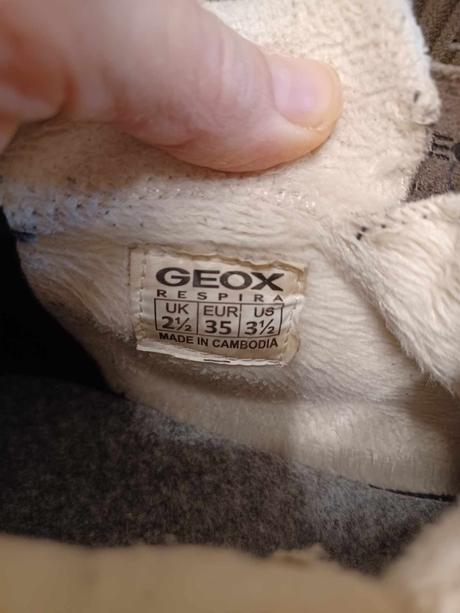 GEOX
RESPIRA
UK EUR US
2½ 35 3½
MADE IN CAMBODIA